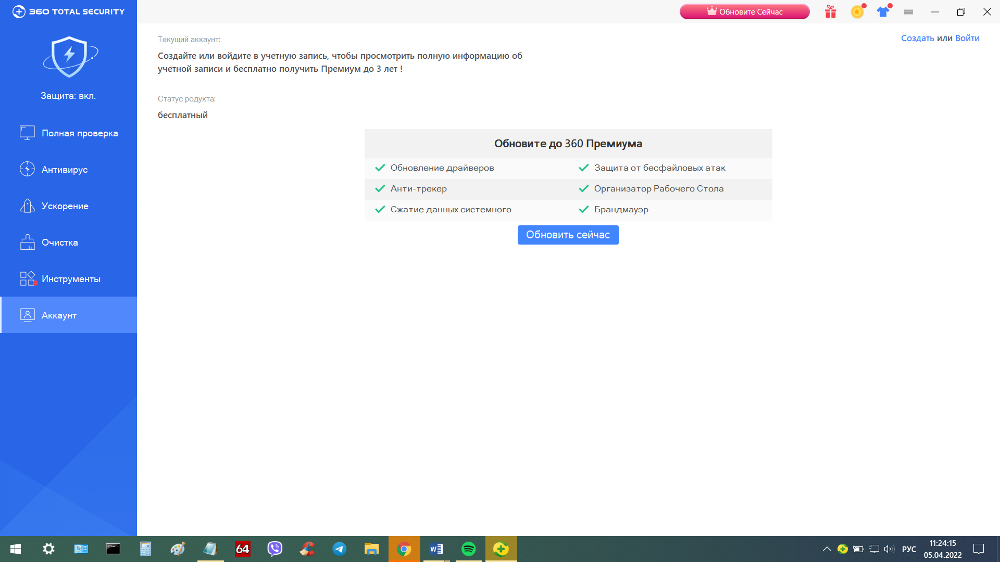 360 TOTAL SECURITY
Обновите Сейчас
Защита: вкл.
Полная проверка
Антивирус
Ускорение
Очистка
Инструменты
Аккаунт
Текущий аккаунт:
Создать или Войти
Создайте или войдите в учетную запись, чтобы просмотрить полную информацию об
учетной записи и бесплатно получить Премиум до 3 лет !
Статус родукта:
бесплатный
Обновите до 360 Премиума
Обновление драйверов
Защита от бесфайловых атак
Анти-трекер
Организатор Рабочего Стола
Сжатие данных системного
Брандмауэр
Обновить сейчас
64
W
РУС
11:24:15
05.04.2022